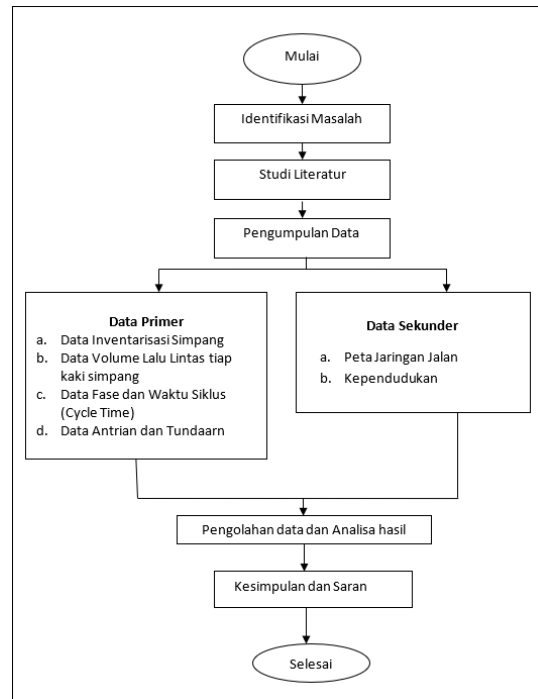 Mulai
Identifikasi Masalah
Studi Literatur
Pengumpulan Data
Data Primer
a. Data Inventarisasi Simpang
b. Data Volume Lalu Lintas tiap
kaki simpang
c. Data Fase dan Waktu Siklus
(Cycle Time)
d. Data Antrian dan Tundaarn
Data Sekunder
a. Peta Jaringan Jalan
b. Kependudukan
Pengolahan data dan Analisa hasil
Kesimpulan dan Saran
Selesai